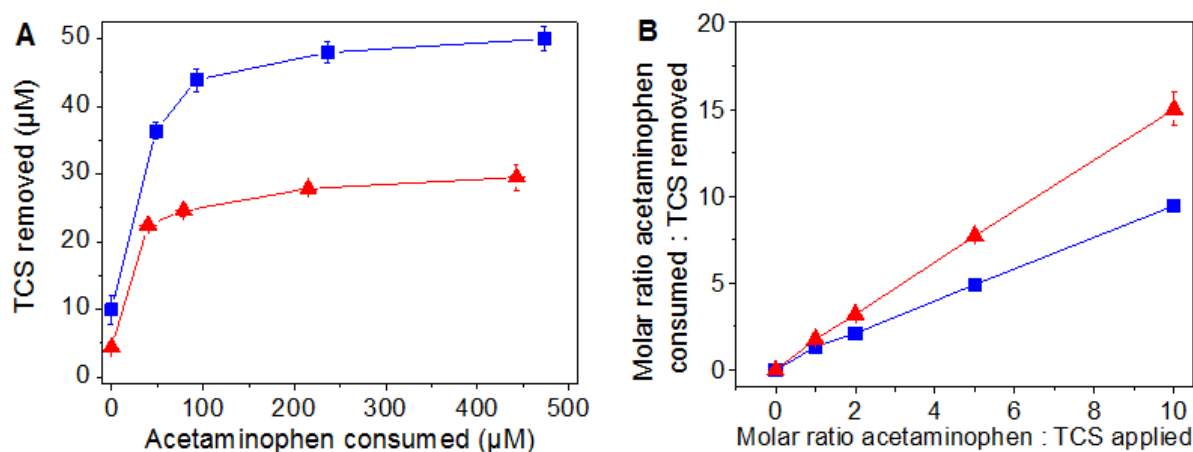 A
TCS removed (µM)
50
40
30
20
10
0
0 100 200 300 400 500
Acetaminophen consumed (µM)
B
Molar ratio acetaminophen
consumed : TCS removed
20
15
10
5
0
0 2 4 6 8 10
Molar ratio acetaminophen : TCS applied